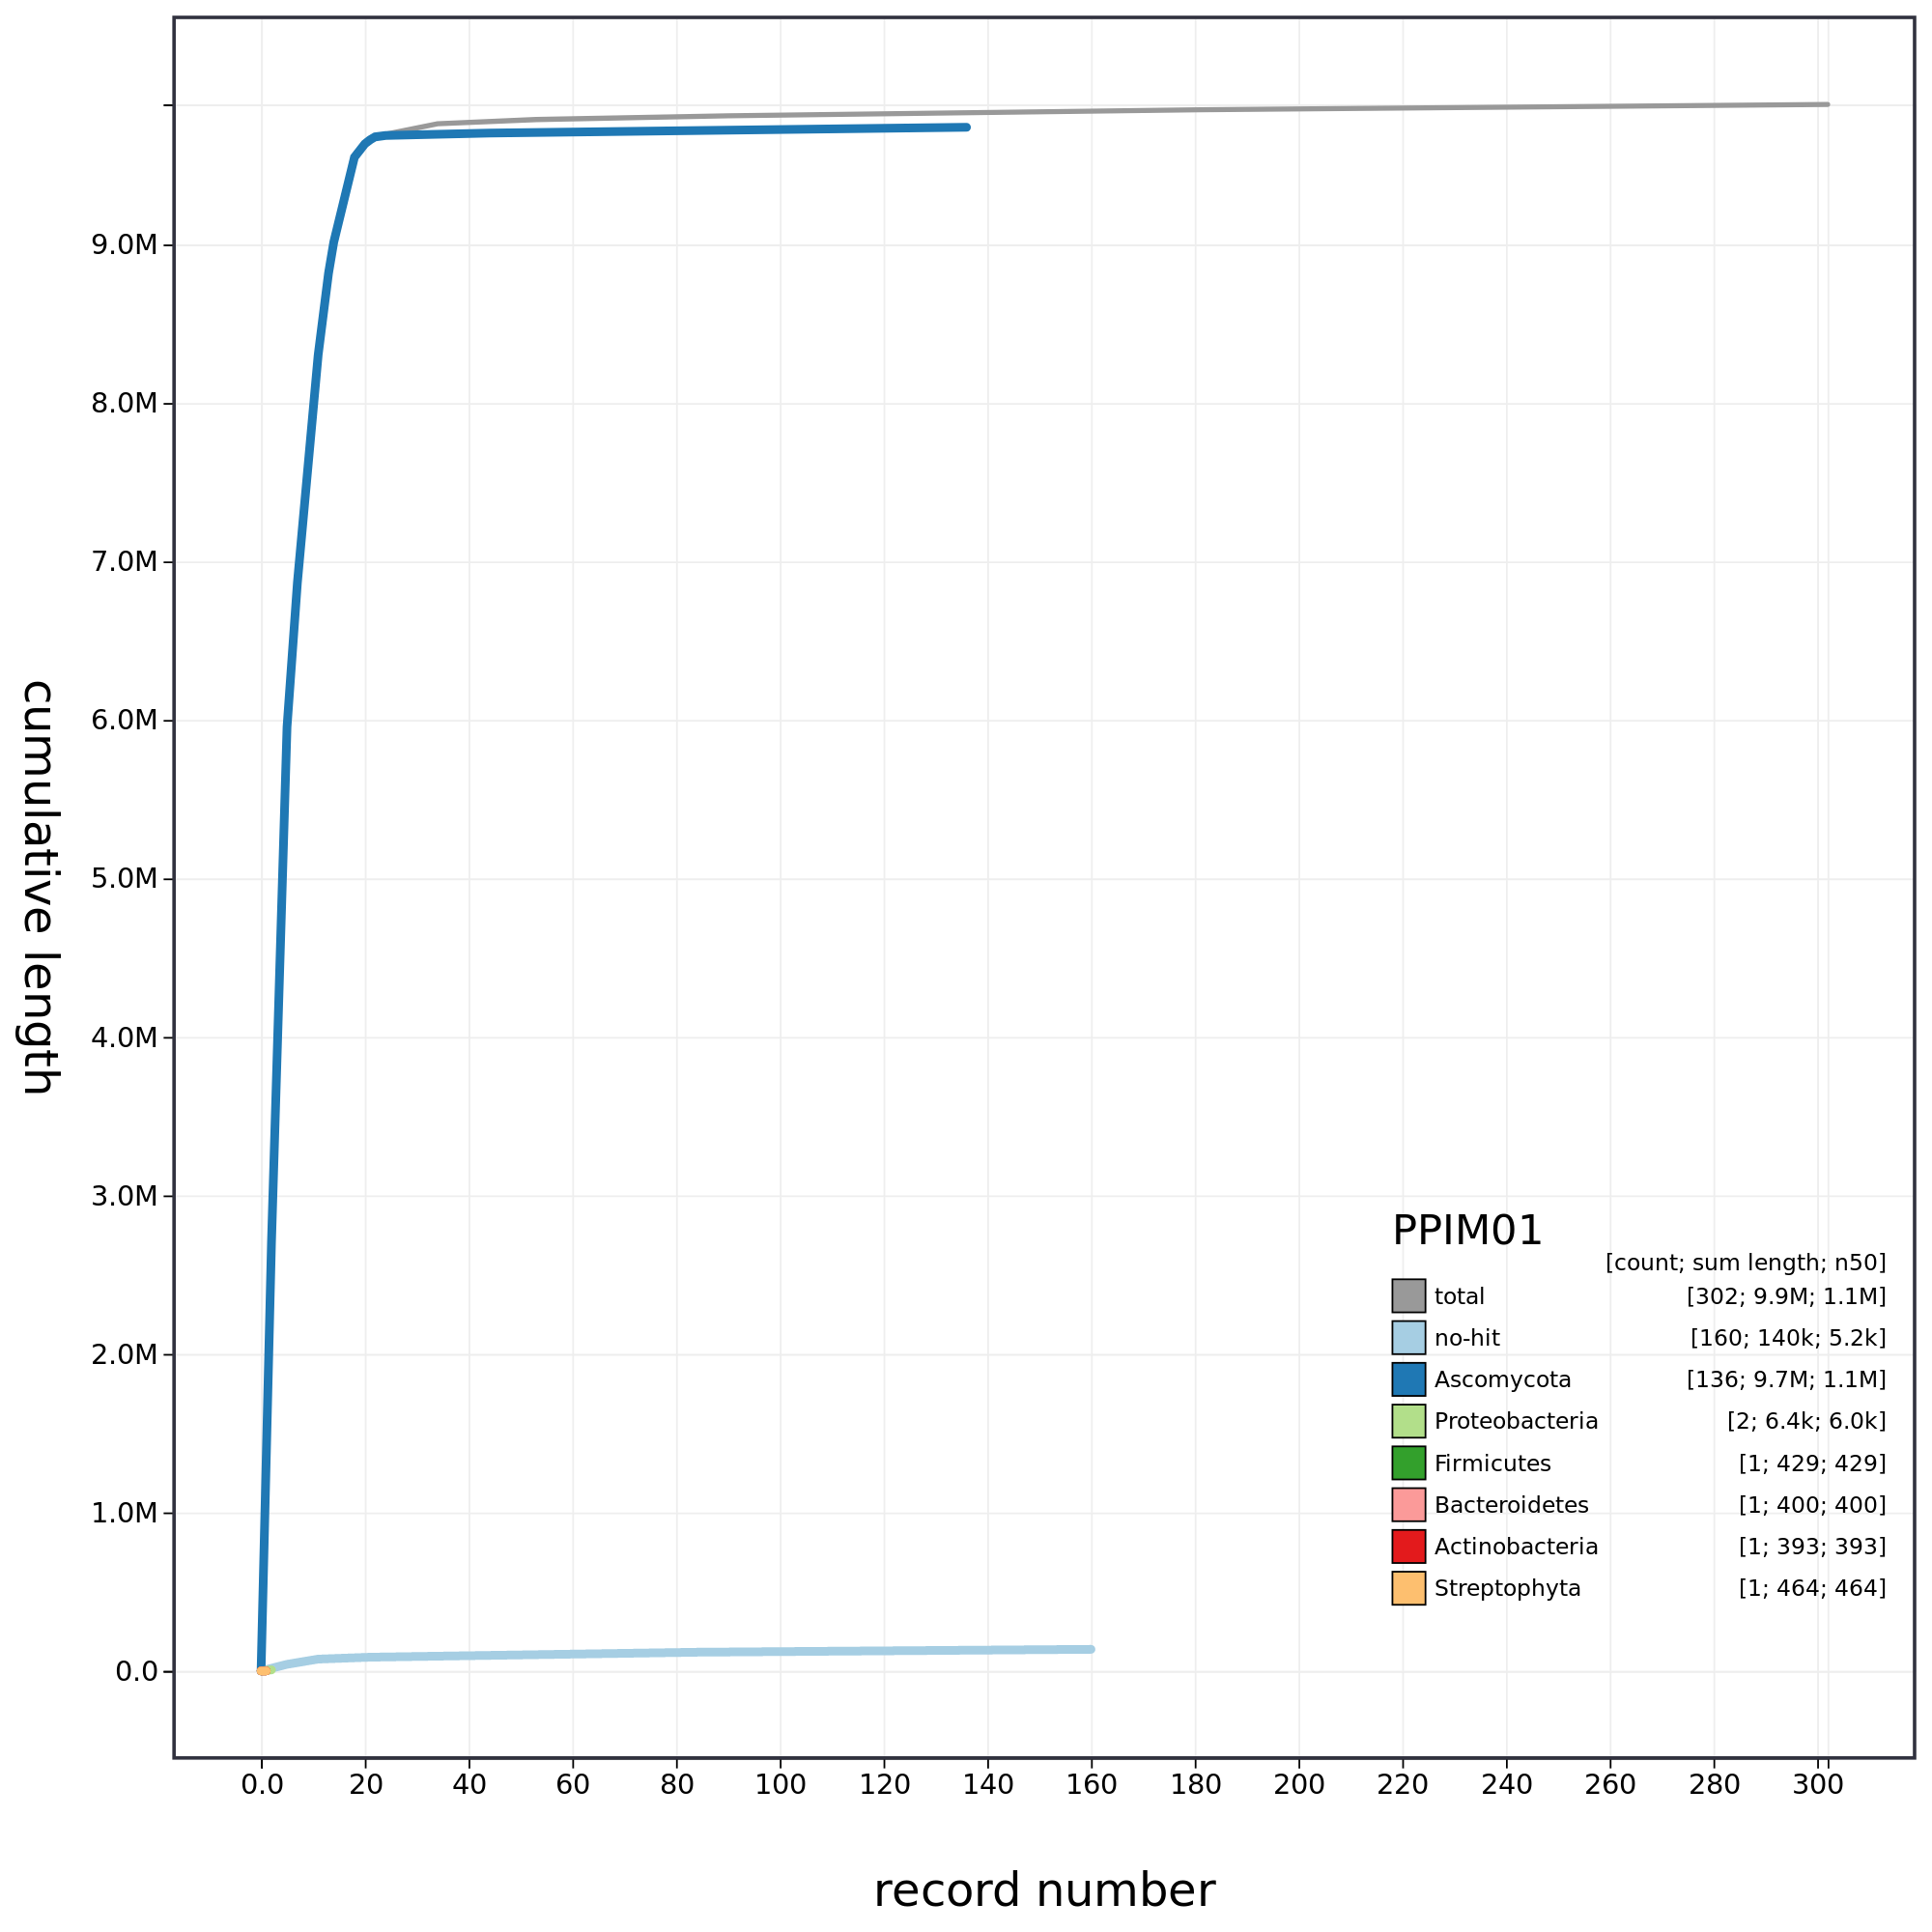 cumulative length
9.0M
8.0M
7.0M
6.0M
5.0M
4.0M
3.0M
2.0M
1.0M
0.0
PPIM01
[count; sum length; n50]
total [302; 9.9M; 1.1M]
no-hit [160; 140k; 5.2k]
Ascomycota [136; 9.7M; 1.1M]
Proteobacteria [2; 6.4k; 6.0k]
Firmicutes [1; 429; 429]
Bacteroidetes [1; 400; 400]
Actinobacteria [1; 393; 393]
Streptophyta [1; 464; 464]
0.0 20 40 60 80 100 120 140 160 180 200 220 240 260 280 300
record number